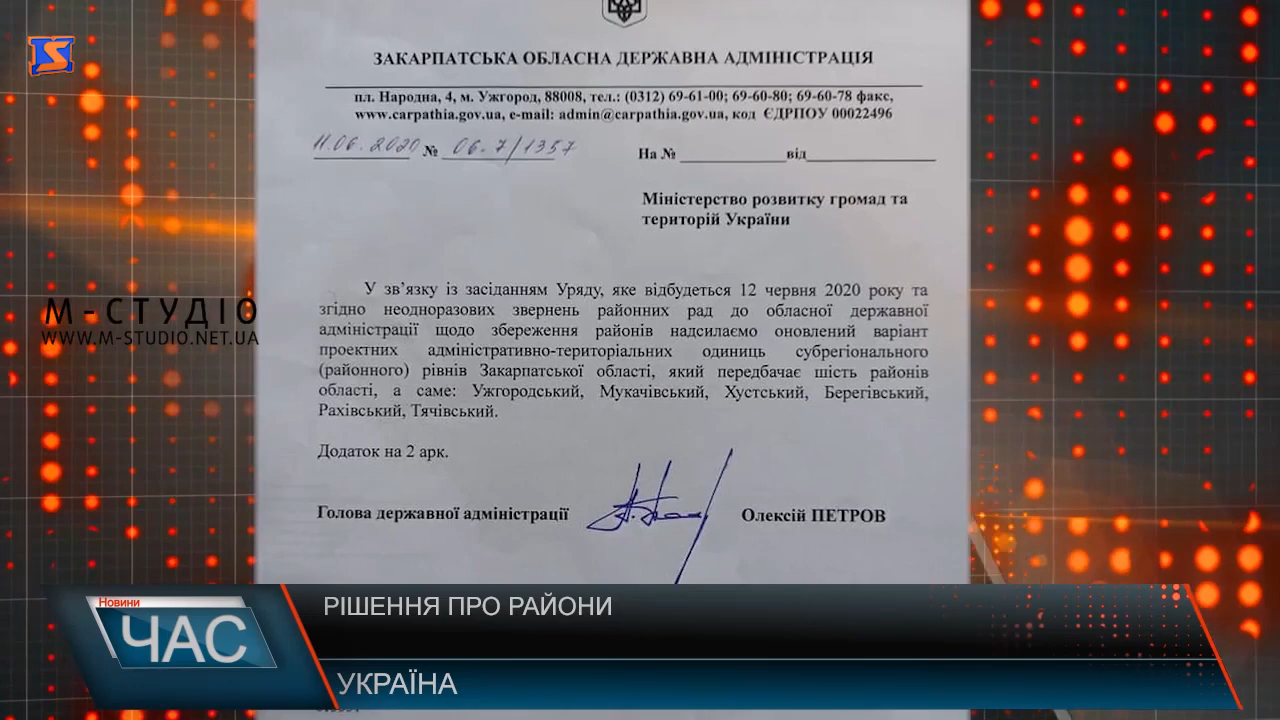 ЗАКАРПАТСЬКА ОБЛАСНА ДЕРЖАВНА АДМІНІСТРАЦІЯ
пл. Народна, 4, м. Ужгород, 88008, тел.: (0312) 69-61-00; 69-60-80; 69-60-78 факс,
www.carpathia.gov.ua, e-mail: admin@carpathia.gov.ua, код ЄДРПОУ 00022496
11.06.2020 № 06.7/1357
На № ______________від_________________
Міністерство розвитку громад та
територій України
У зв’язку із засіданням Уряду, яке відбудеться 12 червня 2020 року та
згідно неодноразових звернень районних рад до обласної державної
адміністрації щодо збереження районів надсилаємо оновлений варіант
проектних адміністративно-територіальних одиниць субрегіонального
(районного) рівнів Закарпатської області, який передбачає шість районів
області, а саме: Ужгородський, Мукачівський, Хустський, Берегівський,
Рахівський, Тячівський.
Додаток на 2 арк.
Голова державної адміністрації Олексій ПЕТРОВ
М-СТУДІО
WWW.M-STUDIO.NET.UA
Новини
ЧАС
РІШЕННЯ ПРО РАЙОНИ
УКРАЇНА